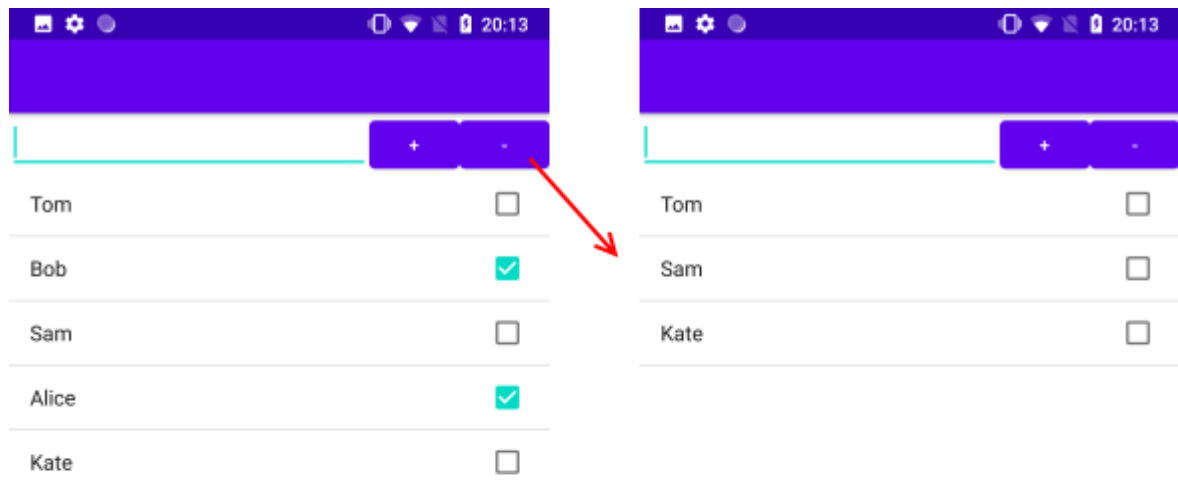 20:13
+ -
Tom
Bob
Sam
Alice
Kate
20:13
+ -
Tom
Sam
Kate